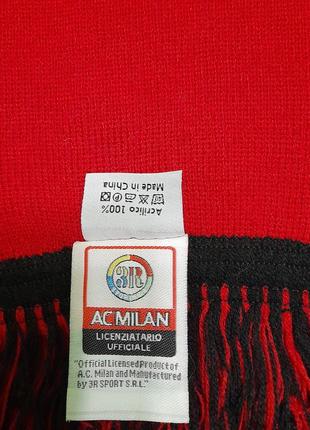 Acrilico 100%
Made in China
3R
AC MILAN
LICENZIATARIO
UFFICIALE
"Official Licensed Product of
A.C. Milan and Manufactured
by 3R SPORT S.R.L."